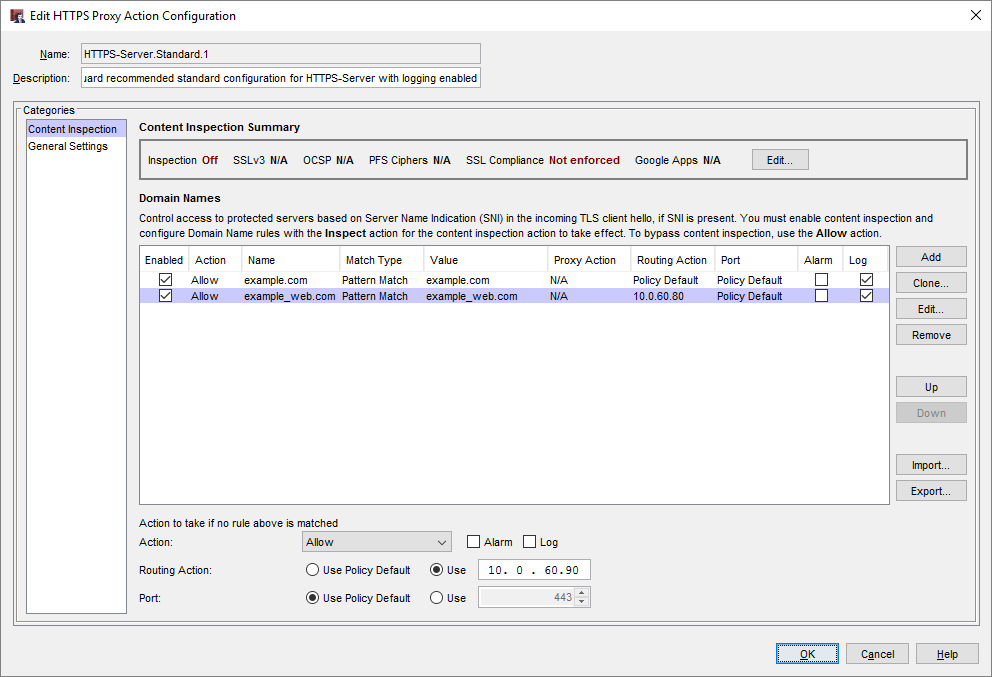 Edit HTTPS Proxy Action Configuration
Name: HTTPS-Server.Standard.1
Description: uard recommended standard configuration for HTTPS-Server with logging enabled
Categories
Content Inspection
General Settings
Content Inspection Summary
Inspection Off SSLv3 N/A OCSP N/A PFS Ciphers N/A SSL Compliance Not enforced Google Apps N/A Edit...
Domain Names
Control access to protected servers based on Server Name Indication (SNI) in the incoming TLS client hello, if SNI is present. You must enable content inspection and
configure Domain Name rules with the Inspect action for the content inspection action to take effect. To bypass content inspection, use the Allow action.
Enabled Action Name Match Type Value Proxy Action Routing Action Port Alarm Log
Allow example.com Pattern Match example.com N/A Policy Default Policy Default
Allow example_web.com Pattern Match example_web.com N/A 10.0.60.80 Policy Default
Add
Clone...
Edit...
Remove
Up
Down
Import...
Export...
Action to take if no rule above is matched
Action: Allow Alarm Log
Routing Action: Use Policy Default Use 10. 0 . 60.90
Port: Use Policy Default Use 443
OK Cancel Help